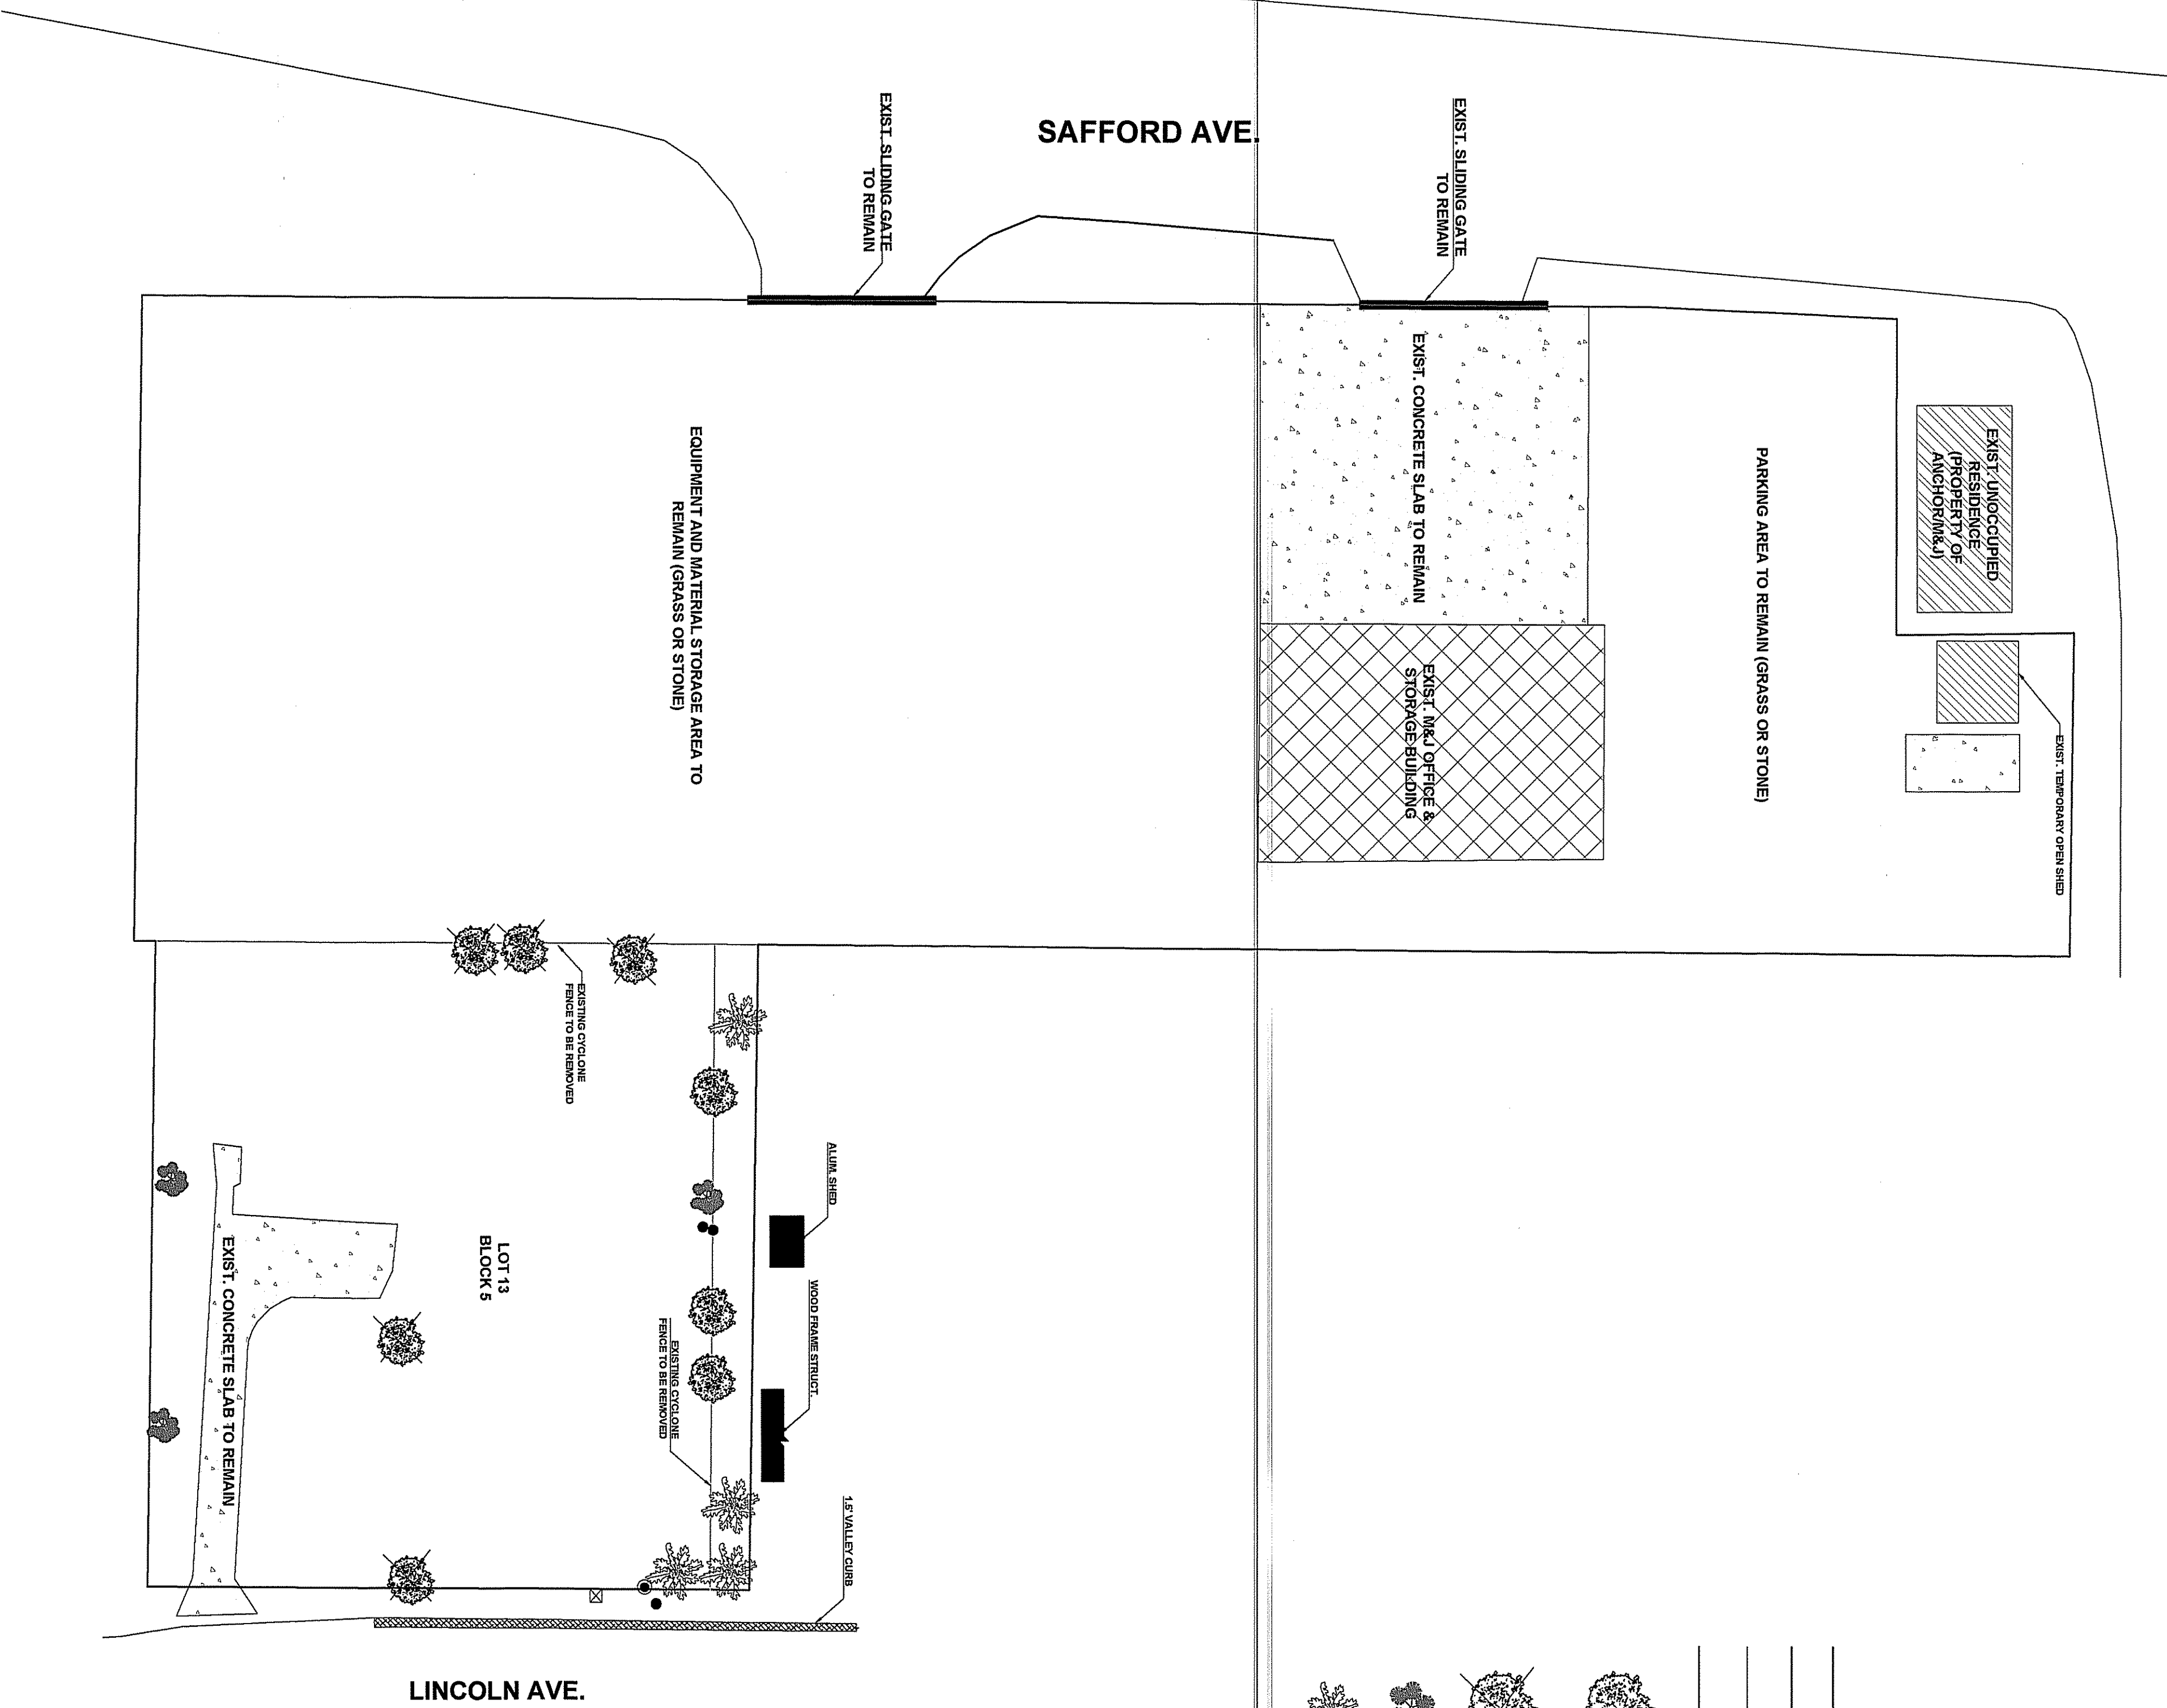 SAFFORD AVE.
EXIST. SLIDING GATE
TO REMAIN
EXIST. SLIDING GATE
TO REMAIN
EQUIPMENT AND MATERIAL STORAGE AREA TO
REMAIN (GRASS OR STONE)
EXIST. CONCRETE SLAB TO REMAIN
EXIST. M&J OFFICE &
STORAGE BUILDING
PARKING AREA TO REMAIN (GRASS OR STONE)
EXIST. UNOCCUPIED
RESIDENCE
(PROPERTY OF
ANCHOR/M&J)
EXIST. TEMPORARY OPEN SHED
EXISTING CYCLONE
FENCE TO BE REMOVED
ALUM. SHED
LOT 13
BLOCK 5
EXIST. CONCRETE SLAB TO REMAIN
WOOD FRAME STRUCT.
EXISTING CYCLONE
FENCE TO BE REMOVED
1.5' VALLEY CURB
LINCOLN AVE.